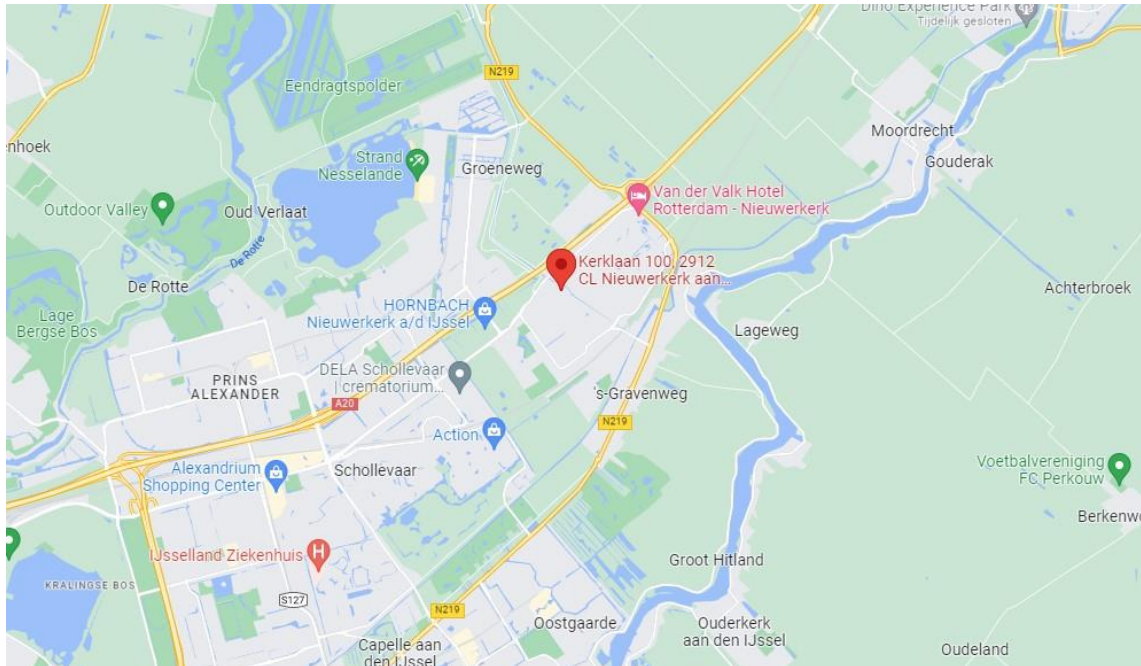 Dino Experience Park
Tijdelijk gesloten
N219
Eendragtspolder
Moordrecht
enhoek
Strand
Nesselande
Groeneweg
Gouderak
Van der Valk Hotel
Rotterdam - Nieuwerkerk
Outdoor Valley
Oud Verlaat
De Rotte
Kerklaan 100, 2912
CL Nieuwerkerk aan...
De Rotte
Achterbroek
HORNBACH
Nieuwerkerk a/d IJssel
Lage
Bergse Bos
Lageweg
DELA Schollevaar
| crematorium...
PRINS
ALEXANDER
's-Gravenweg
A20
N219
Action
Alexandrium
Shopping Center
Schollevaar
Voetbalvereniging
FC Perkouw
Berkenw
IJsselland Ziekenhuis
H
Groot Hitland
KRALINGSE BOS
S127
N219
Oostgaarde
Ouderkerk
aan den IJssel
Capelle aan
den IJssel
Oudeland